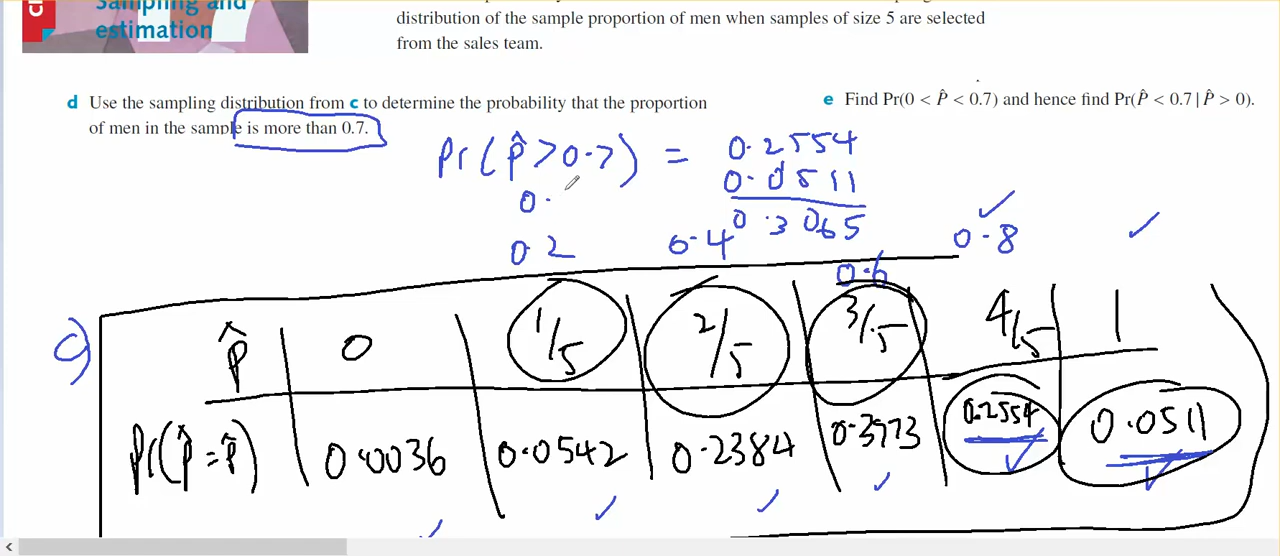 Sampling and
estimation
distribution of the sample proportion of men when samples of size 5 are selected
from the sales team.
d Use the sampling distribution from c to determine the probability that the proportion
of men in the sample is more than 0.7.
e Find Pr(0 < P̂ < 0.7) and hence find Pr(P̂ < 0.7 | P̂ > 0).
Pr(P̂ > 0.7) = 0.2554
0.0511
0.3065
0.
0.2 0.4 0.6 0.8
c)
p̂ 0 1/5 2/5 3/5 4/5 1
Pr(P̂ = p̂) 0.0036 0.0542 0.2384 0.3973 0.2554 0.0511